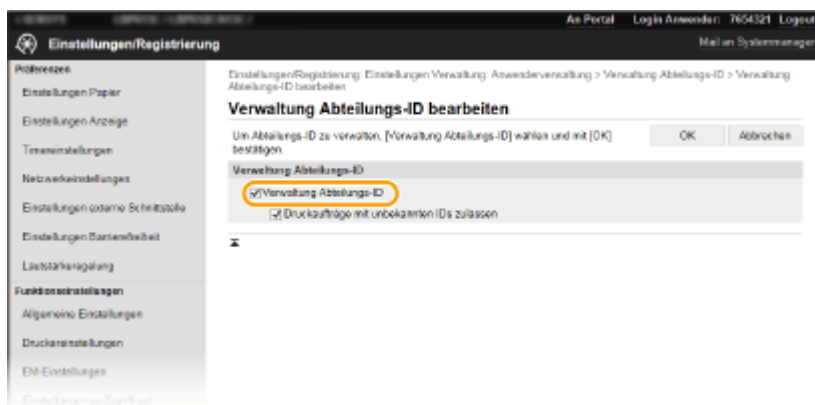 An Portal Login Anwender: 7654321 Logout
Einstellungen/Registrierung
Mail an Systemmanager
Präferenzen
Einstellungen Papier
Einstellungen Anzeige
Timereinstellungen
Netzwerkeinstellungen
Einstellungen externe Schnittstelle
Einstellungen Barrierefreiheit
Lautstärkeregelung
Funktionseinstellungen
Allgemeine Einstellungen
Druckereinstellungen
EM-Einstellungen
Einstellungen/Registrierung: Einstellungen Verwaltung: Anwenderverwaltung > Verwaltung Abteilungs-ID > Verwaltung
Abteilungs-ID bearbeiten
Verwaltung Abteilungs-ID bearbeiten
Um Abteilungs-ID zu verwalten, [Verwaltung Abteilungs-ID] wählen und mit [OK]
bestätigen.
OK Abbrechen
Verwaltung Abteilungs-ID
Verwaltung Abteilungs-ID
Druckaufträge mit unbekannten IDs zulassen